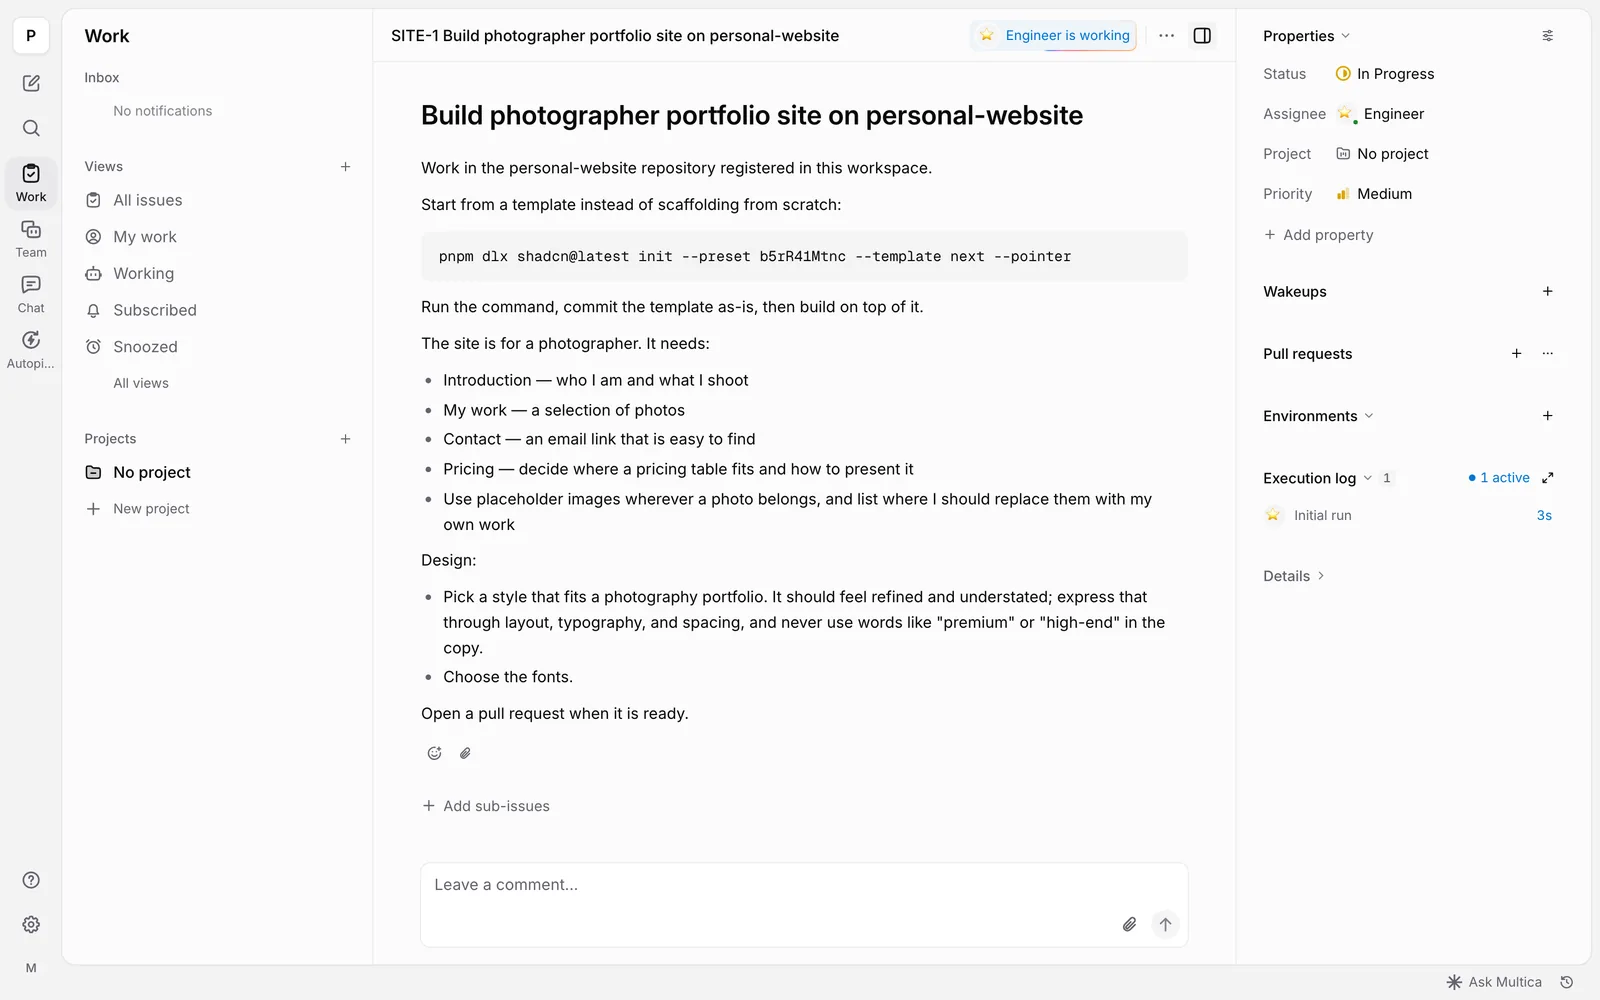 P
Work
Team
Chat
Autopi...
M
Work
Inbox
No notifications
Views
All issues
My work
Working
Subscribed
Snoozed
All views
Projects
No project
New project
SITE-1 Build photographer portfolio site on personal-website
Engineer is working
Build photographer portfolio site on personal-website
Work in the personal-website repository registered in this workspace.
Start from a template instead of scaffolding from scratch:
pnpm dlx shadcn@latest init --preset b5rR41Mtnc --template next --pointer
Run the command, commit the template as-is, then build on top of it.
The site is for a photographer. It needs:
• Introduction — who I am and what I shoot
• My work — a selection of photos
• Contact — an email link that is easy to find
• Pricing — decide where a pricing table fits and how to present it
• Use placeholder images wherever a photo belongs, and list where I should replace them with my
own work
Design:
• Pick a style that fits a photography portfolio. It should feel refined and understated; express that
through layout, typography, and spacing, and never use words like "premium" or "high-end" in the
copy.
• Choose the fonts.
Open a pull request when it is ready.
Add sub-issues
Leave a comment...
Properties
Status In Progress
Assignee Engineer
Project No project
Priority Medium
Add property
Wakeups
Pull requests
Environments
Execution log 1 1 active
Initial run 3s
Details
Ask Multica